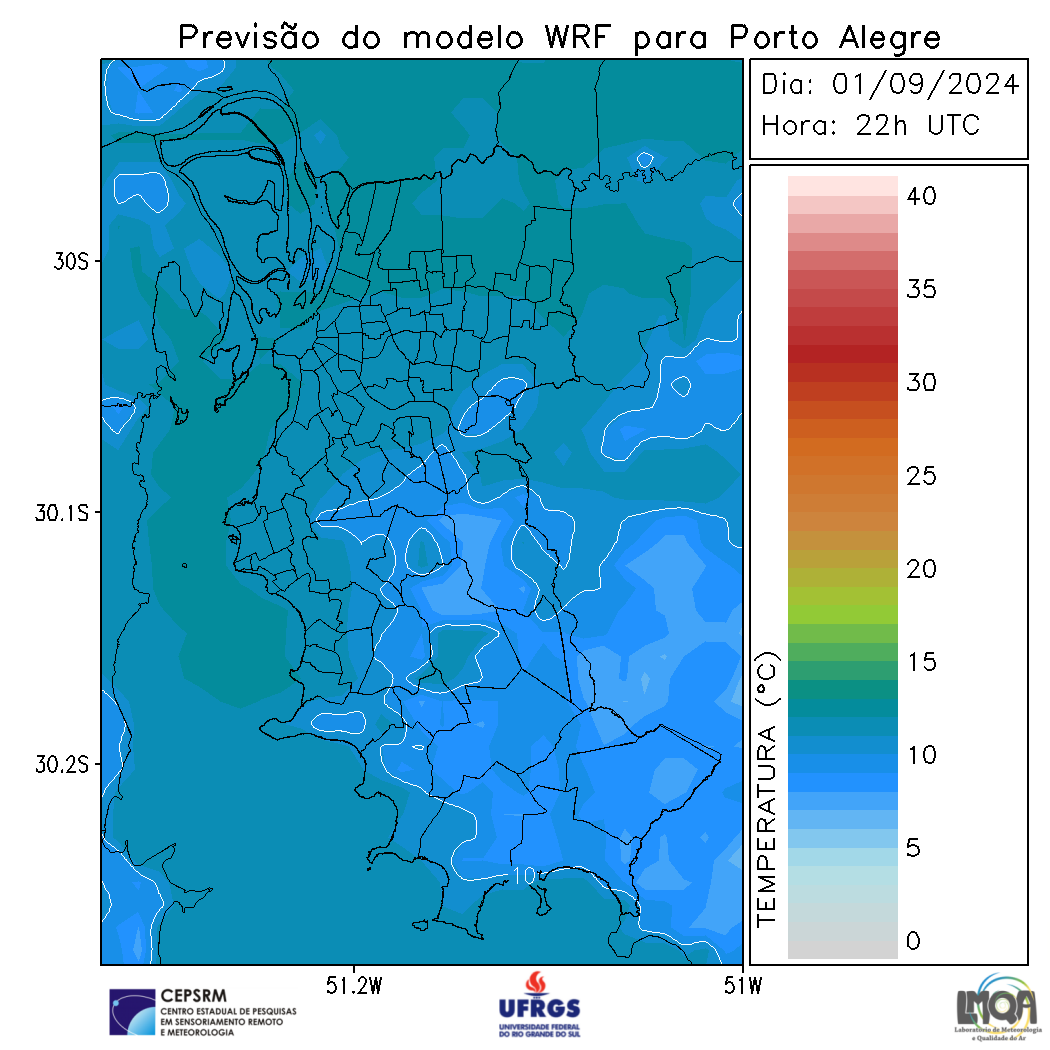 Previsão do modelo WRF para Porto Alegre
Dia: 01/09/2024
Hora: 22h UTC
40
35
30
25
20
15
10
5
0
TEMPERATURA (°C)
30S
30.1S
30.2S
10
51.2W
51W
CEPSRM
CENTRO ESTADUAL DE PESQUISAS
EM SENSORIAMENTO REMOTO
E METEOROLOGIA
UFRGS
UNIVERSIDADE FEDERAL
DO RIO GRANDE DO SUL
LMQA
Laboratório de Meteorologia
e Qualidade do Ar